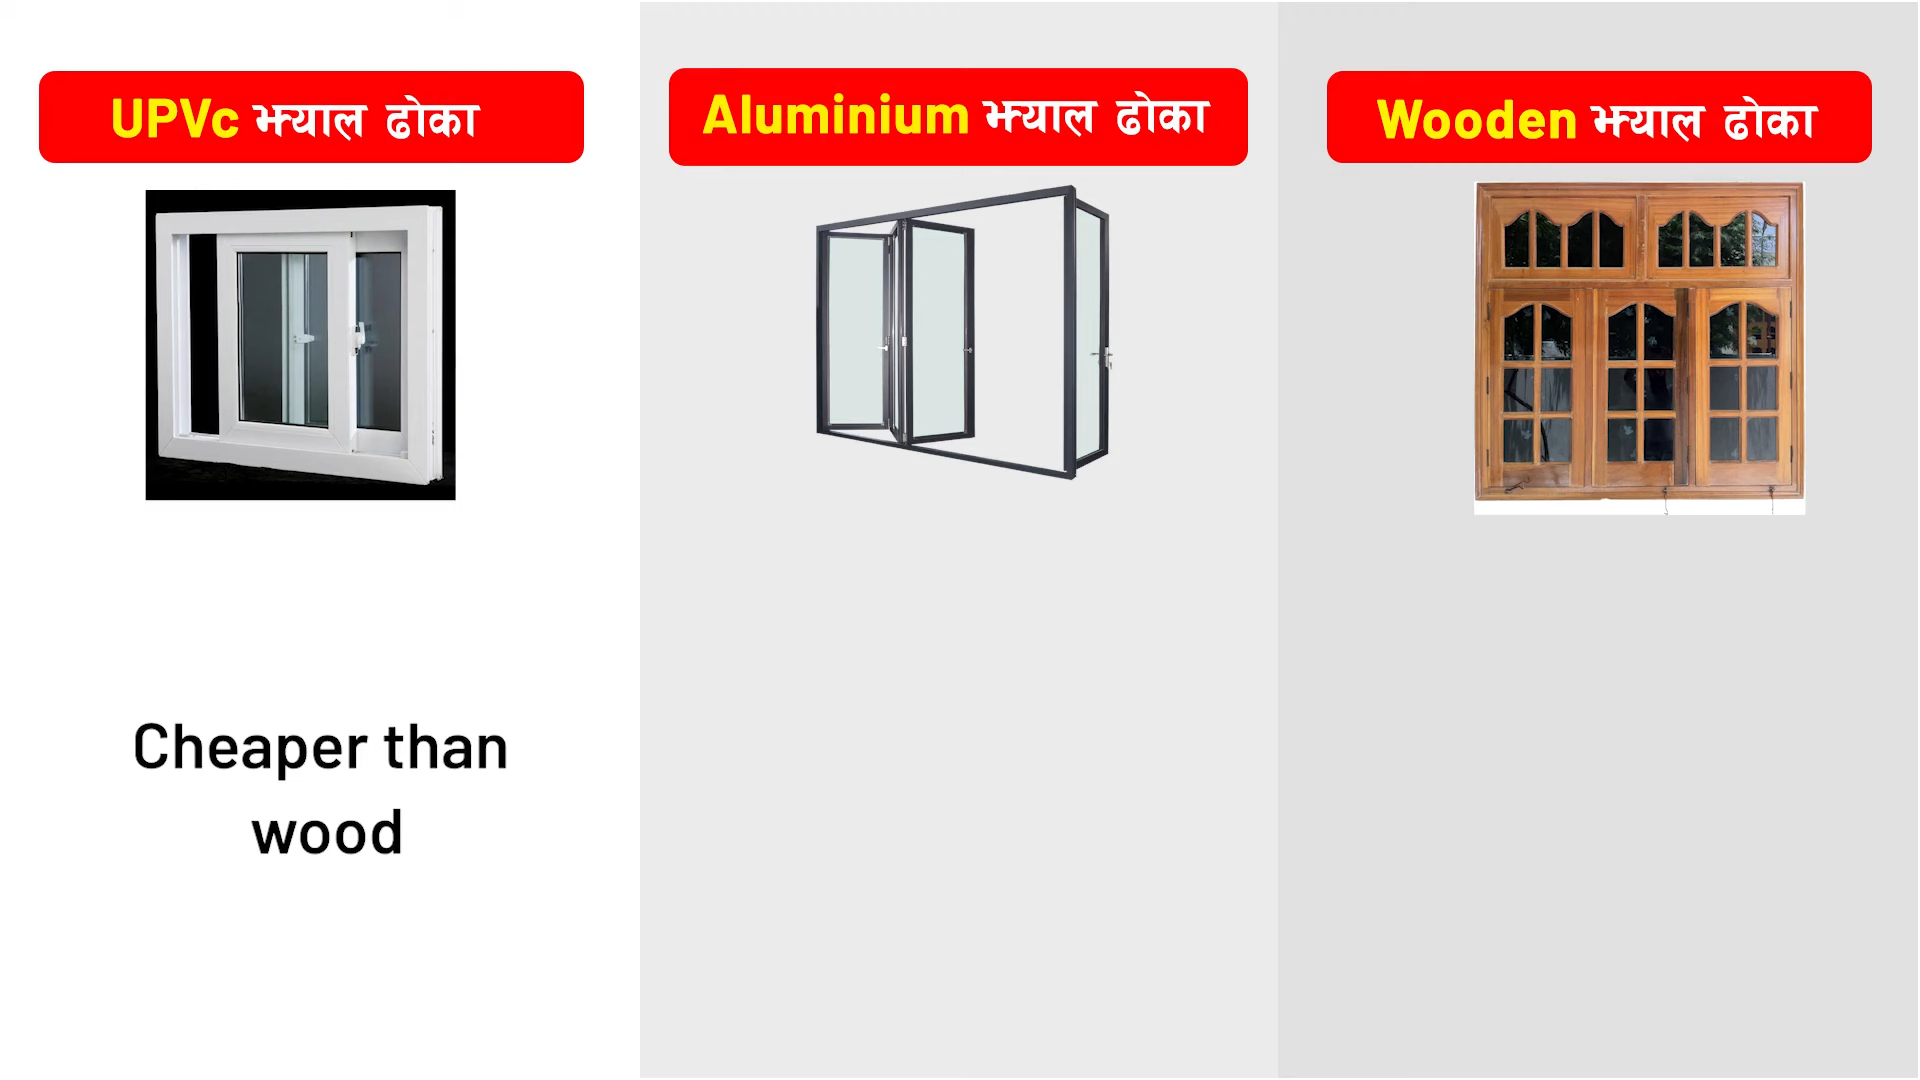 UPVc झ्याल ढोका
Aluminium झ्याल ढोका
Wooden झ्याल ढोका
Cheaper than
wood